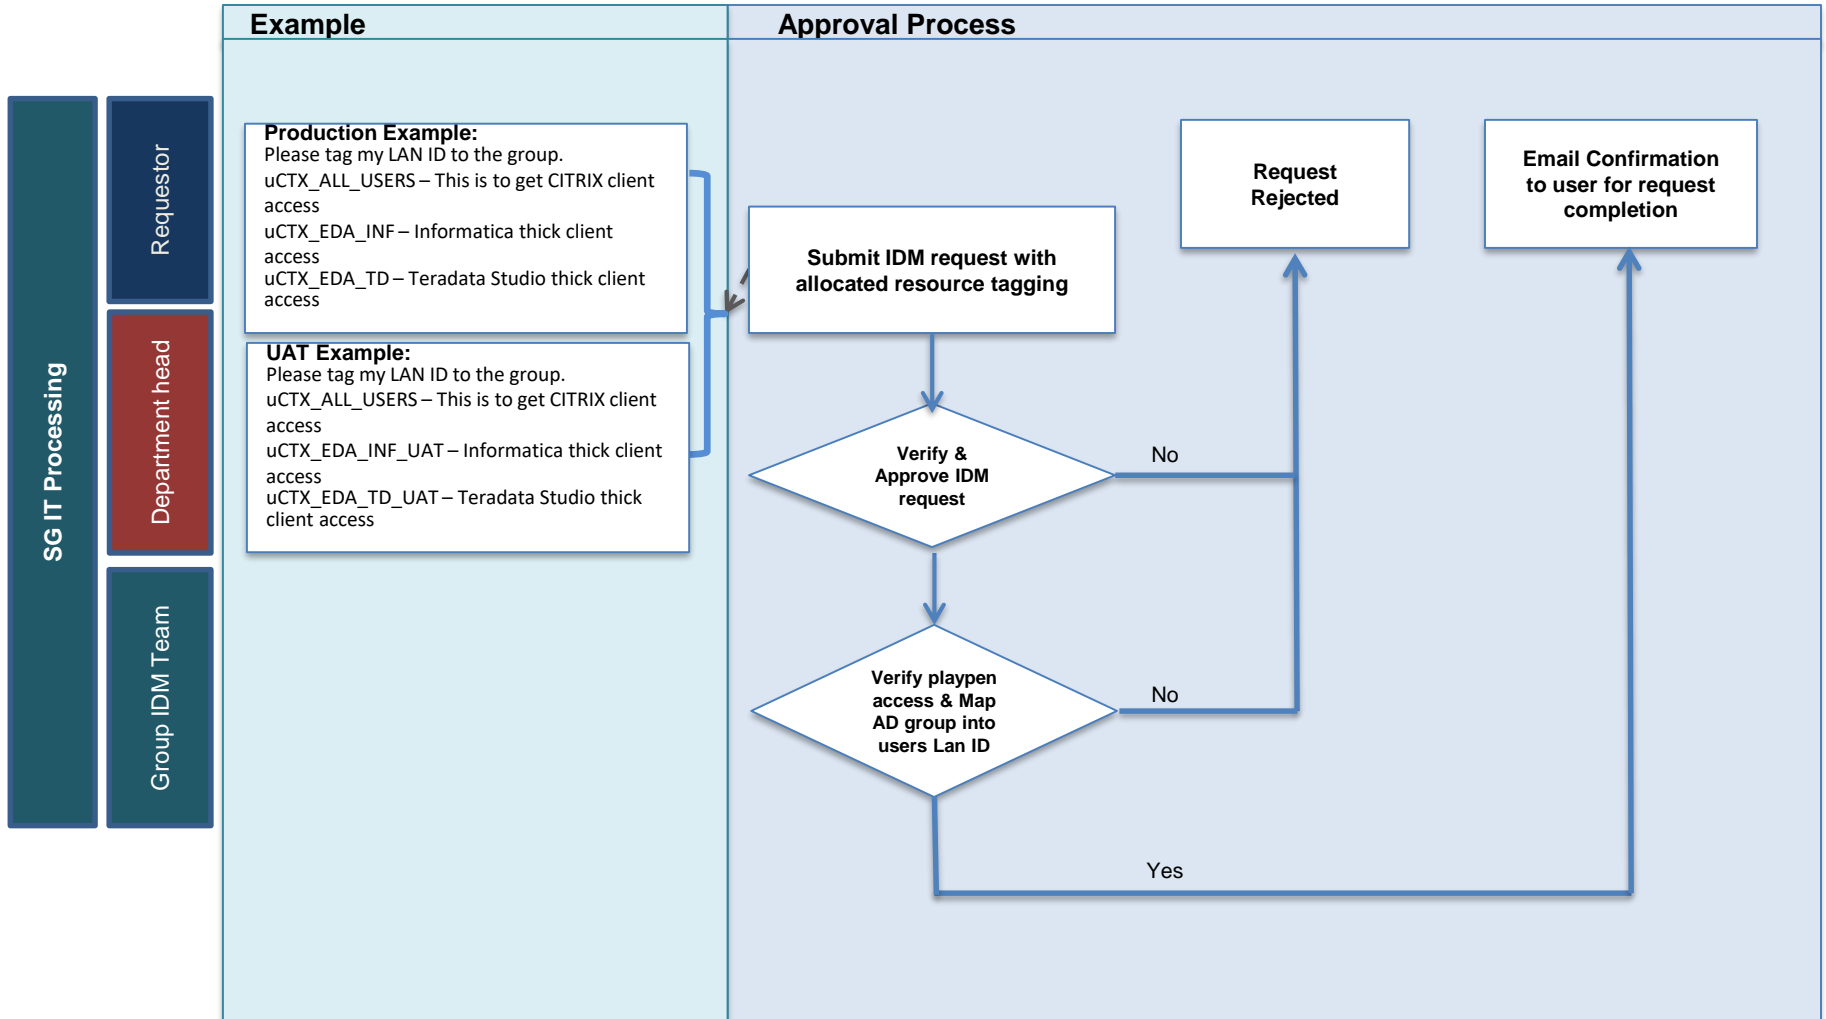 Example
Approval Process
SG IT Processing
Requestor
Department head
Group IDM Team
Production Example:
Please tag my LAN ID to the group.
uCTX_ALL_USERS – This is to get CITRIX client
access
uCTX_EDA_INF – Informatica thick client
access
uCTX_EDA_TD – Teradata Studio thick client
access
UAT Example:
Please tag my LAN ID to the group.
uCTX_ALL_USERS – This is to get CITRIX client
access
uCTX_EDA_INF_UAT – Informatica thick client
access
uCTX_EDA_TD_UAT – Teradata Studio thick
client access
Submit IDM request with
allocated resource tagging
Request
Rejected
Email Confirmation
to user for request
completion
Verify &
Approve IDM
request
No
Verify playpen
access & Map
AD group into
users Lan ID
No
Yes